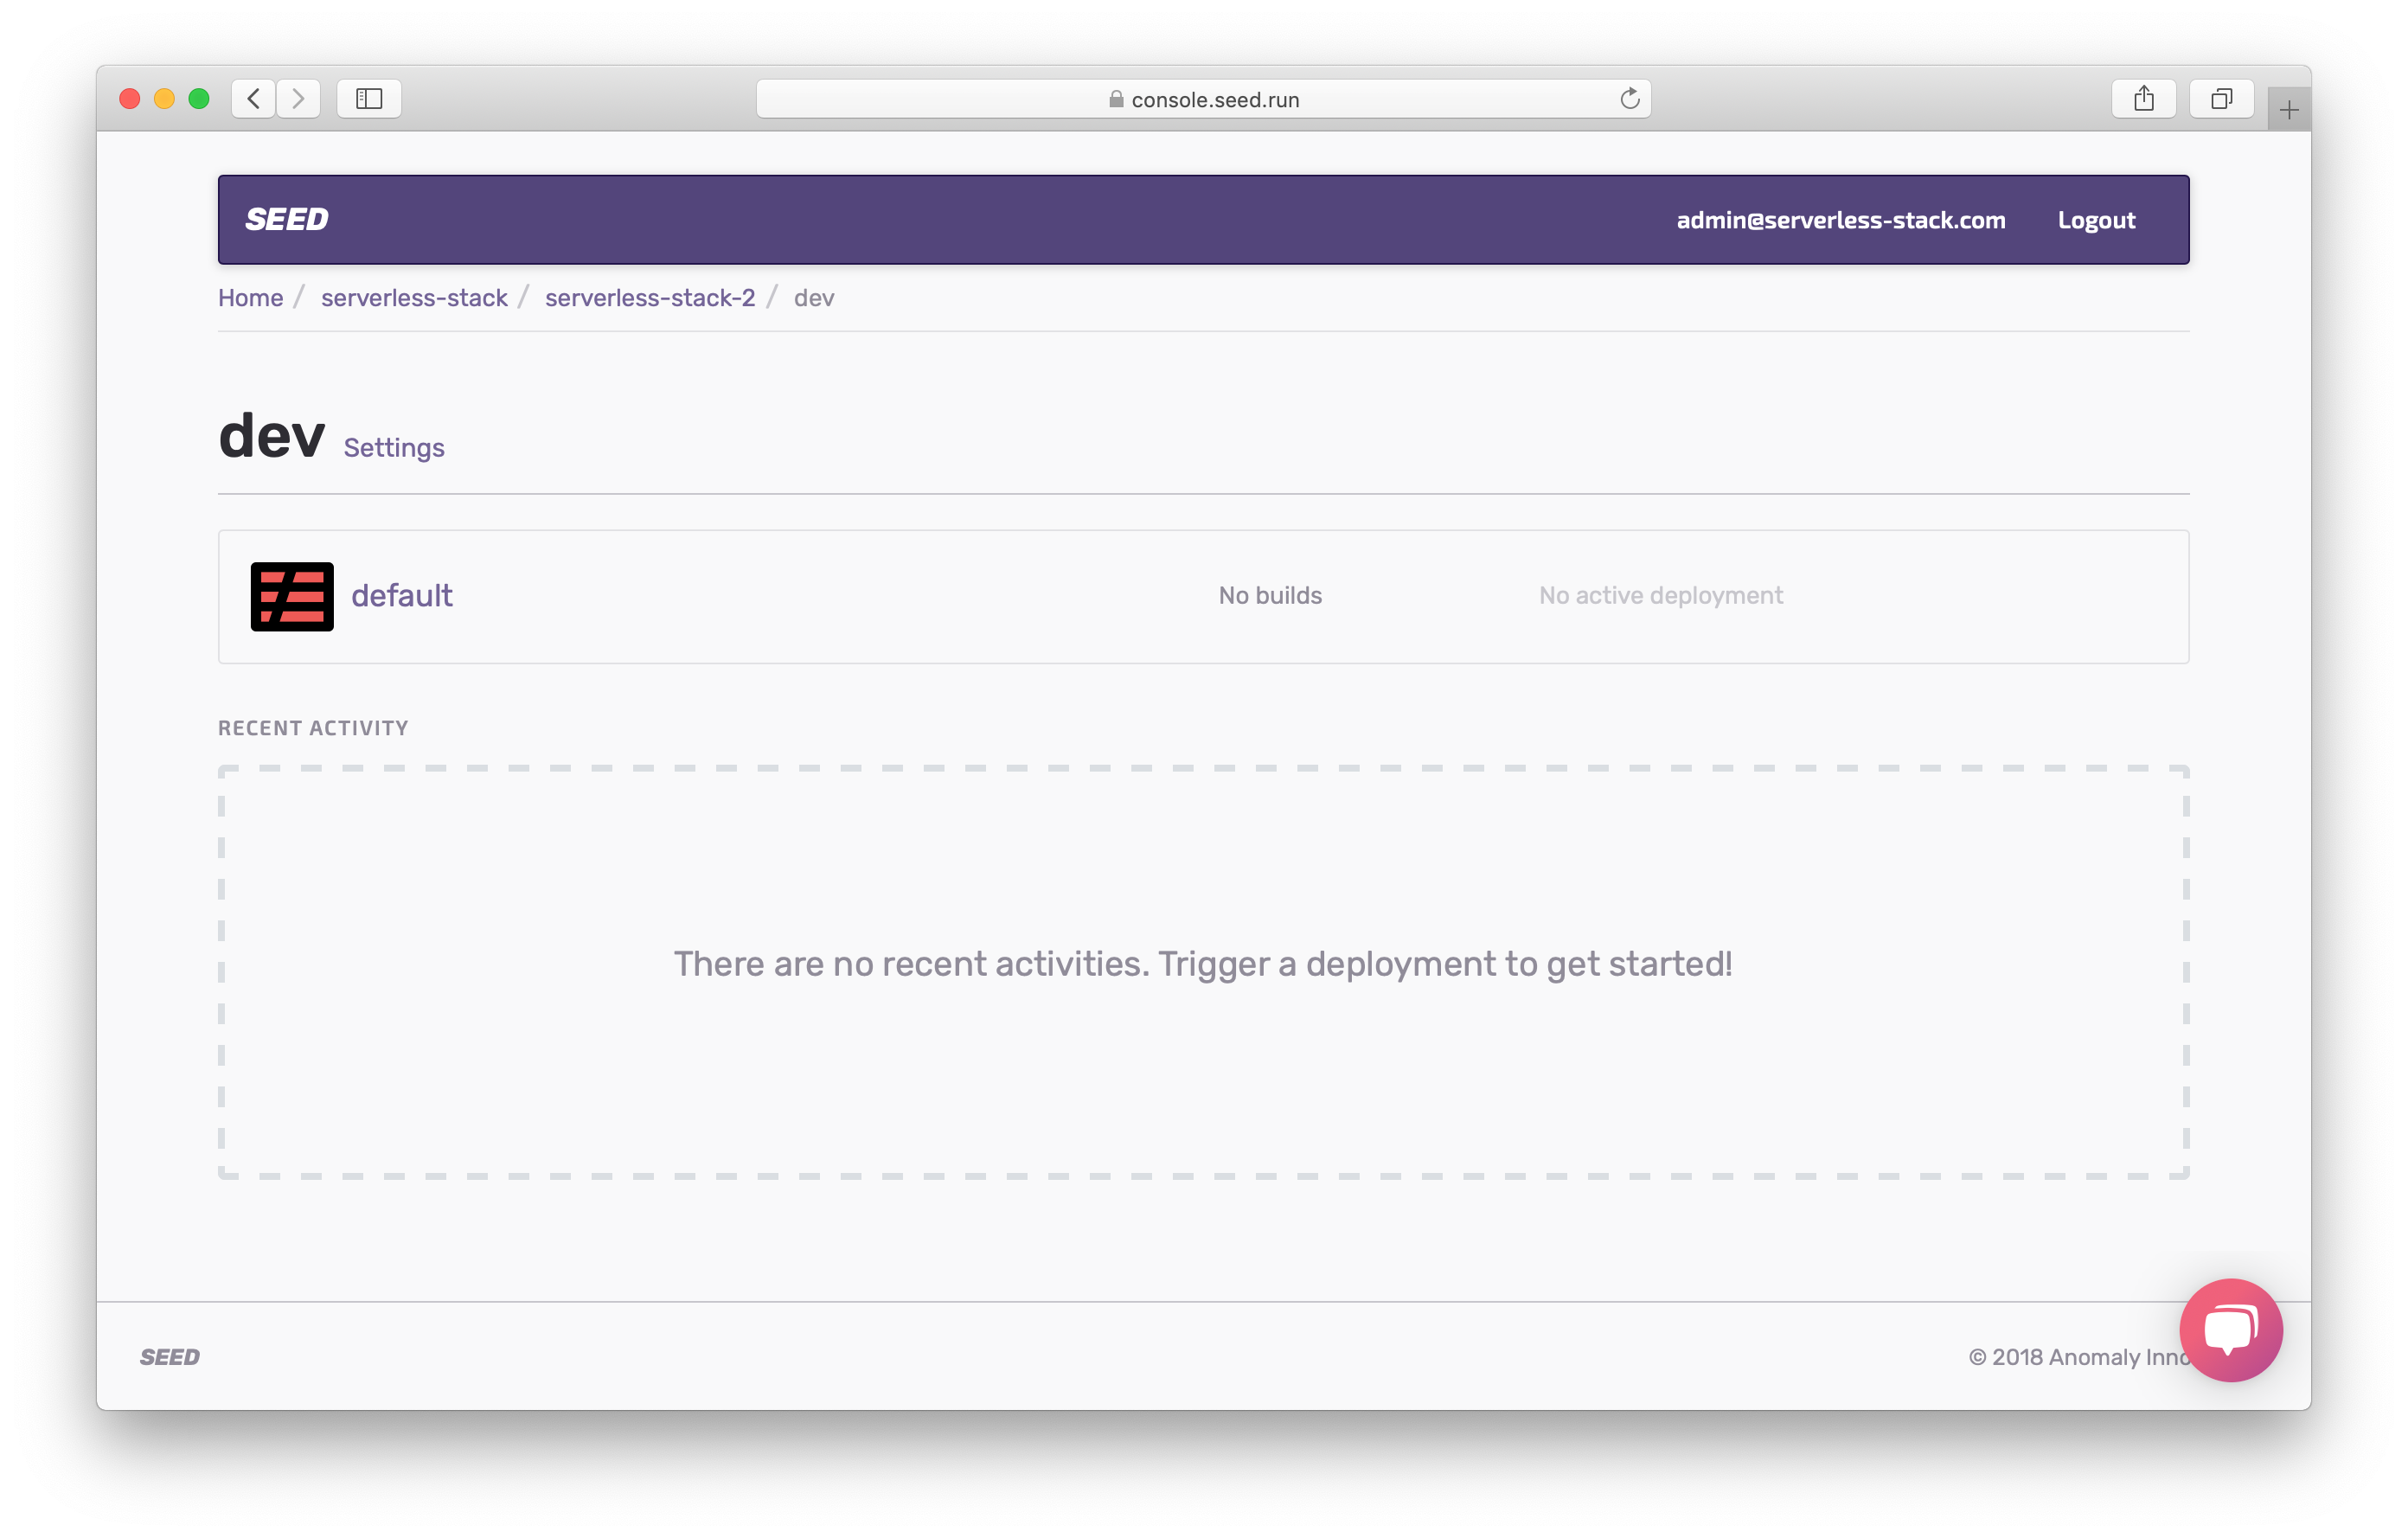 console.seed.run
SEED admin@serverless-stack.com Logout
Home / serverless-stack / serverless-stack-2 / dev
dev Settings
default No builds No active deployment
RECENT ACTIVITY
There are no recent activities. Trigger a deployment to get started!
SEED © 2018 Anomaly